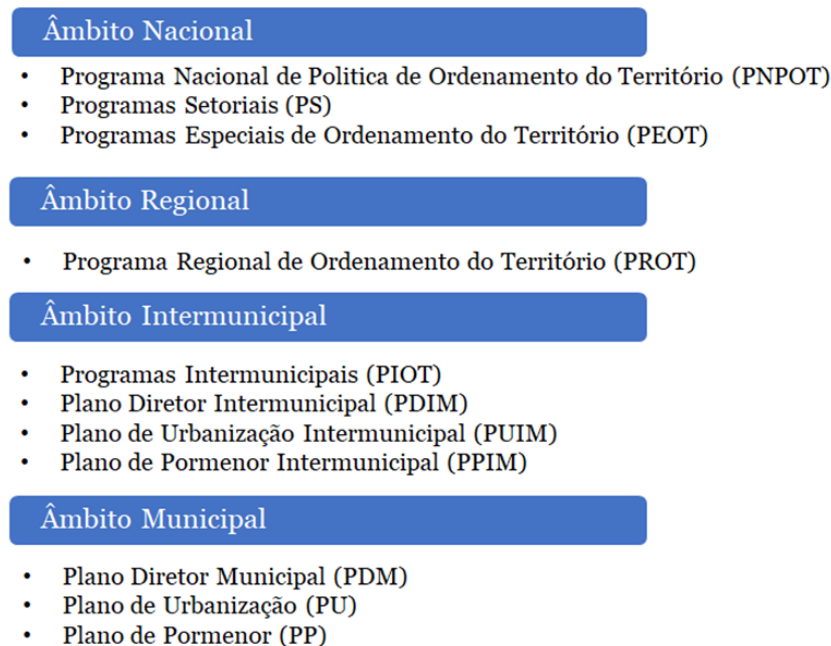 Âmbito Nacional
• Programa Nacional de Politica de Ordenamento do Território (PNPOT)
• Programas Setoriais (PS)
• Programas Especiais de Ordenamento do Território (PEOT)
Âmbito Regional
• Programa Regional de Ordenamento do Território (PROT)
Âmbito Intermunicipal
• Programas Intermunicipais (PIOT)
• Plano Diretor Intermunicipal (PDIM)
• Plano de Urbanização Intermunicipal (PUIM)
• Plano de Pormenor Intermunicipal (PPIM)
Âmbito Municipal
• Plano Diretor Municipal (PDM)
• Plano de Urbanização (PU)
• Plano de Pormenor (PP)